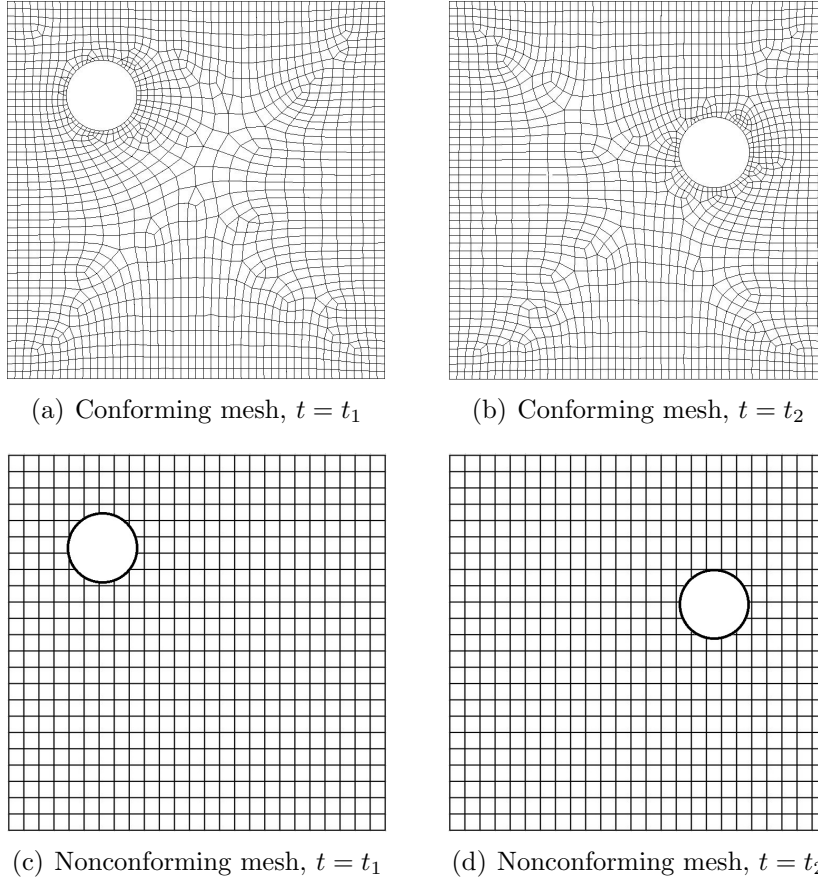 (a) Conforming mesh, t = t₁
(b) Conforming mesh, t = t₂
(c) Nonconforming mesh, t = t₁
(d) Nonconforming mesh, t = t₂